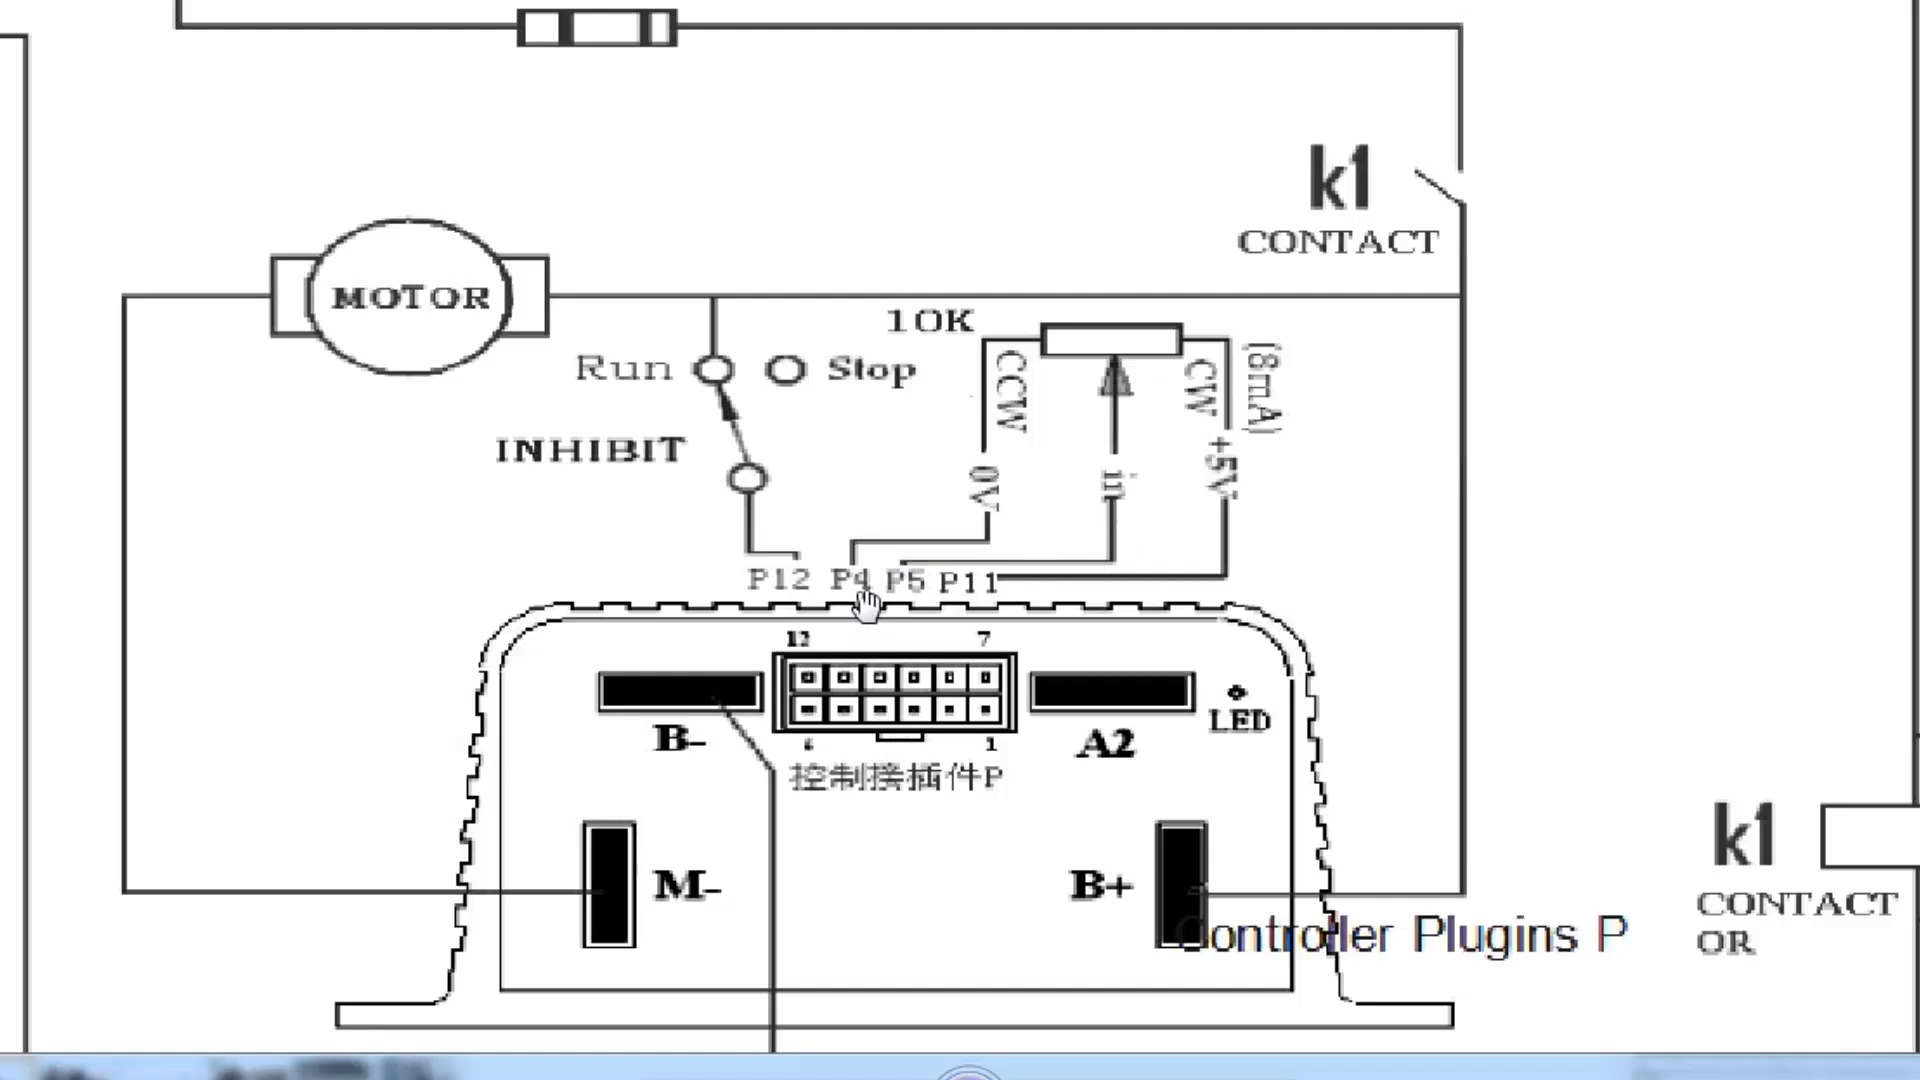 k1
CONTACT
MOTOR
10K
Run
Stop
CCW
CW
(8mA)
INHIBIT
0V
in
+5V
P12 P4 P5 P11
12 7
LED
B-
1
A2
控制接插件P
k1
M-
B+
CONTACT
OR
Controller Plugins P